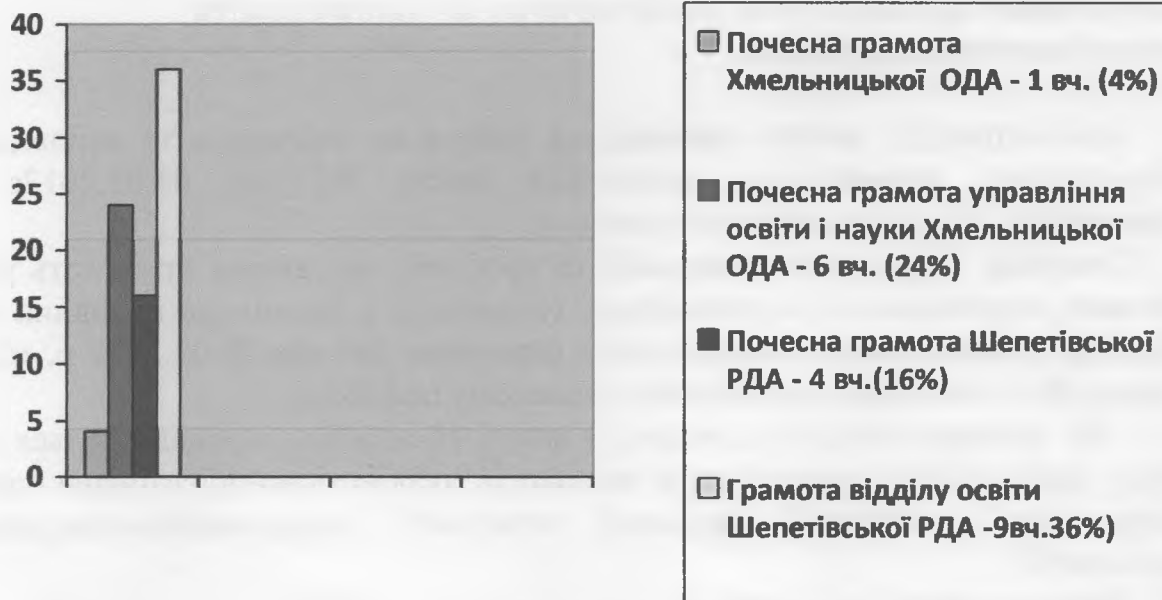 40
35
30
25
20
15
10
5
0
Почесна грамота
Хмельницької ОДА - 1 вч. (4%)
Почесна грамота управління
освіти і науки Хмельницької
ОДА - 6 вч. (24%)
Почесна грамота Шепетівської
РДА - 4 вч.(16%)
Грамота відділу освіти
Шепетівської РДА -9вч.36%)